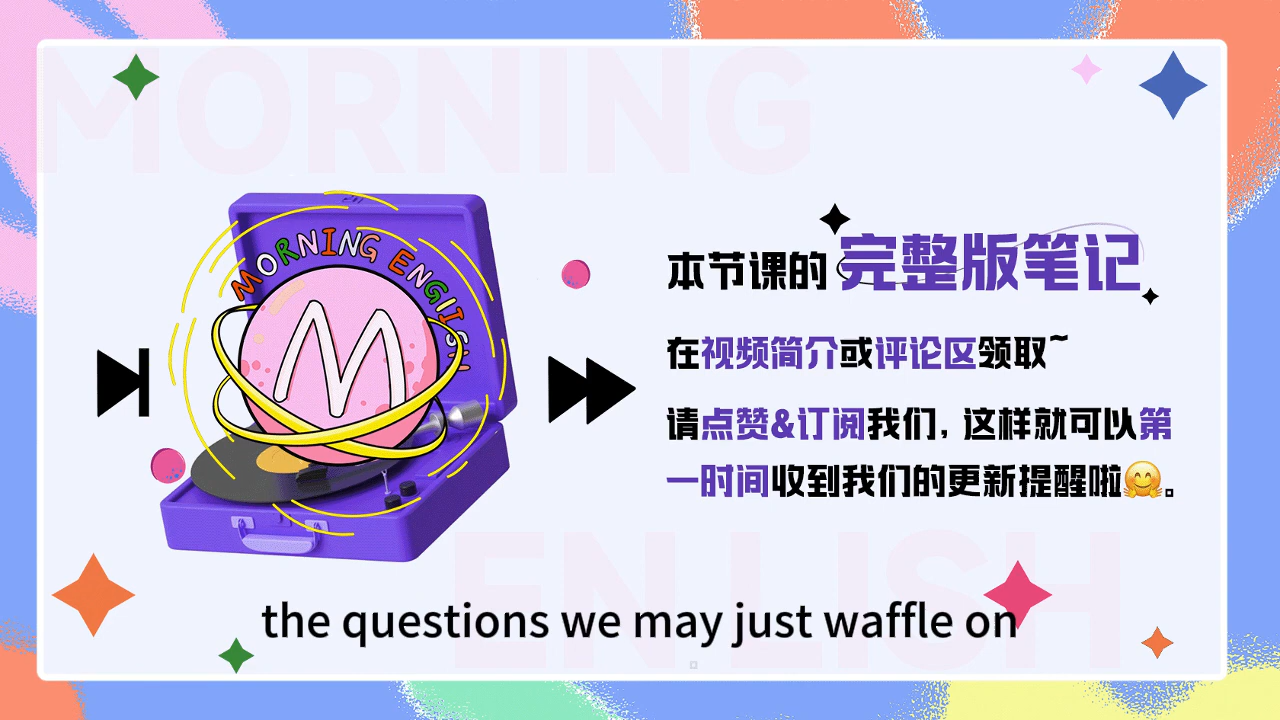 MORNING
MORNING ENGlISH
M
本节课的 完整版笔记
在视频简介或评论区领取~
请点赞&订阅我们, 这样就可以第
一时间收到我们的更新提醒啦🤗。
EN LISH
the questions we may just waffle on